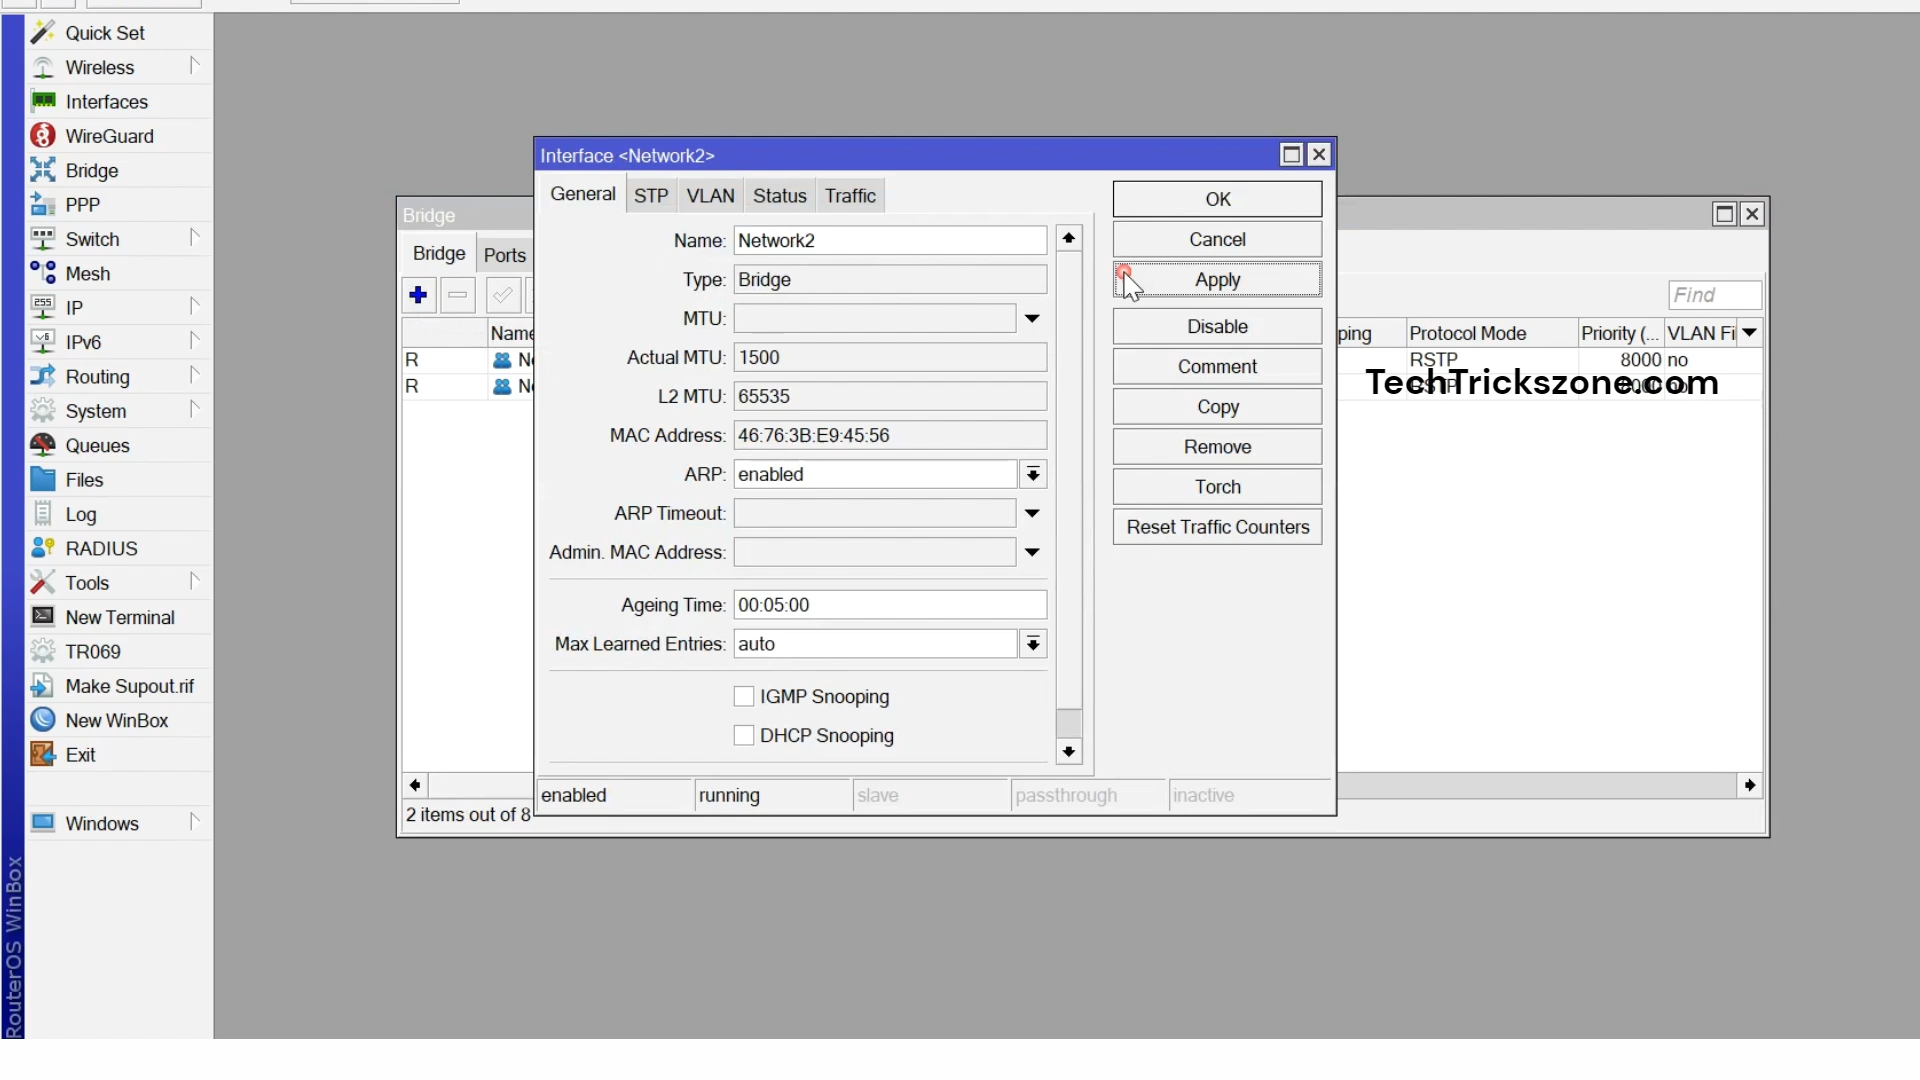 Quick Set
Wireless
Interfaces
WireGuard
Bridge
PPP
Switch
Mesh
255 IP
v6 IPv6
Routing
System
Queues
Files
Log
RADIUS
Tools
New Terminal
TR069
Make Supout.rif
New WinBox
Exit
Windows
RouterOS WinBox
Bridge
Bridge Ports
Find
Name
ping Protocol Mode Priority (... VLAN Fi
R RSTP 8000 no
R
TechTrickszone.com
2 items out of 8
Interface <Network2>
General STP VLAN Status Traffic
Name: Network2
Type: Bridge
MTU:
Actual MTU: 1500
L2 MTU: 65535
MAC Address: 46:76:3B:E9:45:56
ARP: enabled
ARP Timeout:
Admin. MAC Address:
Ageing Time: 00:05:00
Max Learned Entries: auto
IGMP Snooping
DHCP Snooping
enabled running slave passthrough inactive
OK
Cancel
Apply
Disable
Comment
Copy
Remove
Torch
Reset Traffic Counters